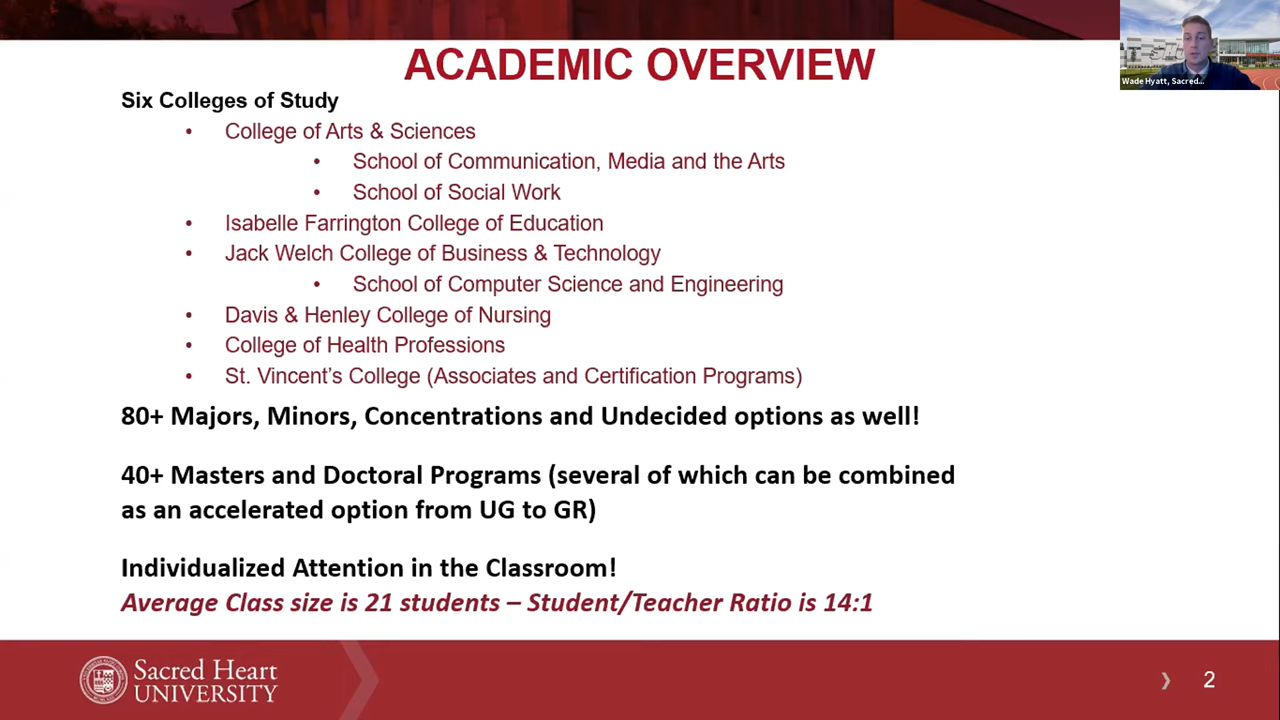 ACADEMIC OVERVIEW
Six Colleges of Study
• College of Arts & Sciences
• School of Communication, Media and the Arts
• School of Social Work
• Isabelle Farrington College of Education
• Jack Welch College of Business & Technology
• School of Computer Science and Engineering
• Davis & Henley College of Nursing
• College of Health Professions
• St. Vincent’s College (Associates and Certification Programs)
80+ Majors, Minors, Concentrations and Undecided options as well!
40+ Masters and Doctoral Programs (several of which can be combined
as an accelerated option from UG to GR)
Individualized Attention in the Classroom!
Average Class size is 21 students – Student/Teacher Ratio is 14:1
Wade Hyatt, Sacred...
Sacred Heart
UNIVERSITY
2